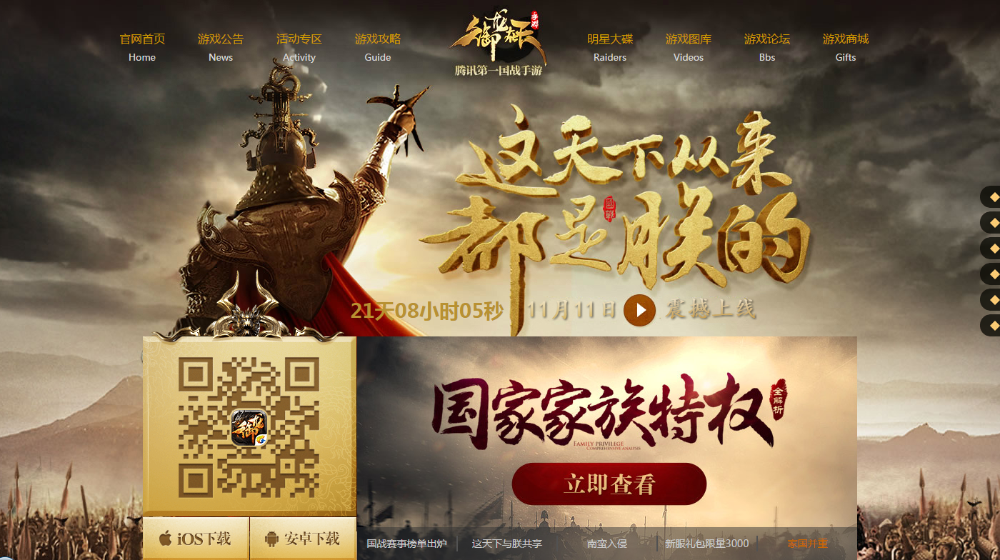 官网首页 游戏公告 活动专区 游戏攻略 御龙在天 手游 明星大碟 游戏图库 游戏论坛 游戏商城
Home News Activity Guide Raiders Videos Bbs Gifts
腾讯第一国战手游
这天下从来
都是朕的
國戰
21天08小时05秒 11月11日 震撼上线
国家家族特权
全解析
FAMILY PRIVILEGE
COMPREHENSIVE ANALYSIS
御龙
立即查看
iOS下载 安卓下载
国战赛事榜单出炉 这天下与朕共享 南蛮入侵 新服礼包限量3000 家国并重